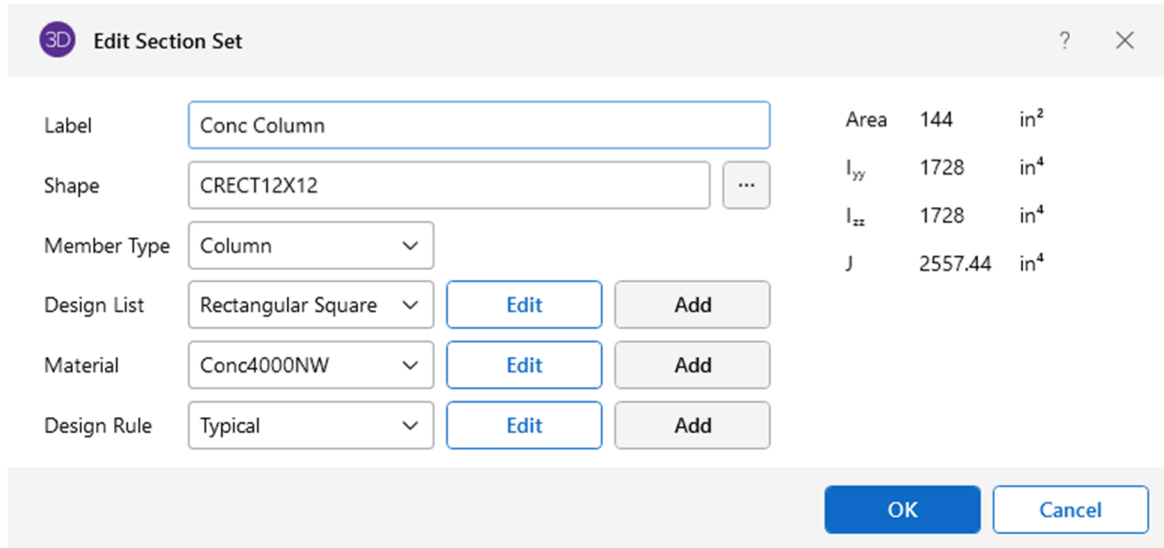 3D Edit Section Set ? ×
Label Conc Column
Shape CRECT12X12 ...
Member Type Column
Design List Rectangular Square Edit Add
Material Conc4000NW Edit Add
Design Rule Typical Edit Add
Area 144 in²
Iyy 1728 in⁴
Izz 1728 in⁴
J 2557.44 in⁴
OK Cancel